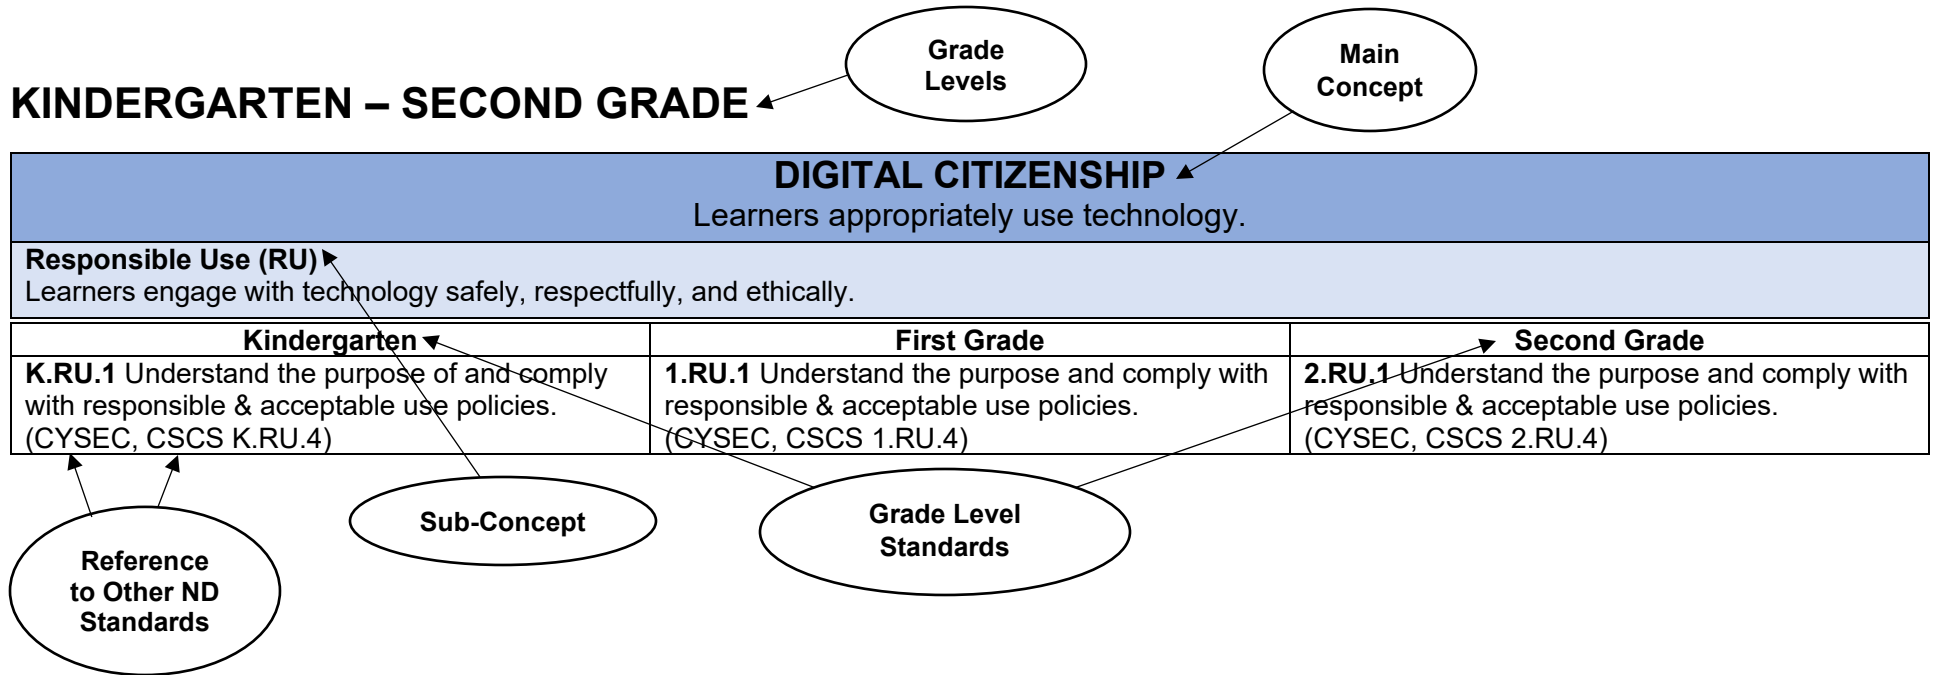 Grade
Levels
Main
Concept
KINDERGARTEN – SECOND GRADE
DIGITAL CITIZENSHIP
Learners appropriately use technology.
Responsible Use (RU)
Learners engage with technology safely, respectfully, and ethically.
Kindergarten
First Grade
Second Grade
K.RU.1 Understand the purpose of and comply
with responsible & acceptable use policies.
(CYSEC, CSCS K.RU.4)
1.RU.1 Understand the purpose and comply with
responsible & acceptable use policies.
(CYSEC, CSCS 1.RU.4)
2.RU.1 Understand the purpose and comply with
responsible & acceptable use policies.
(CYSEC, CSCS 2.RU.4)
Reference
to Other ND
Standards
Sub-Concept
Grade Level
Standards